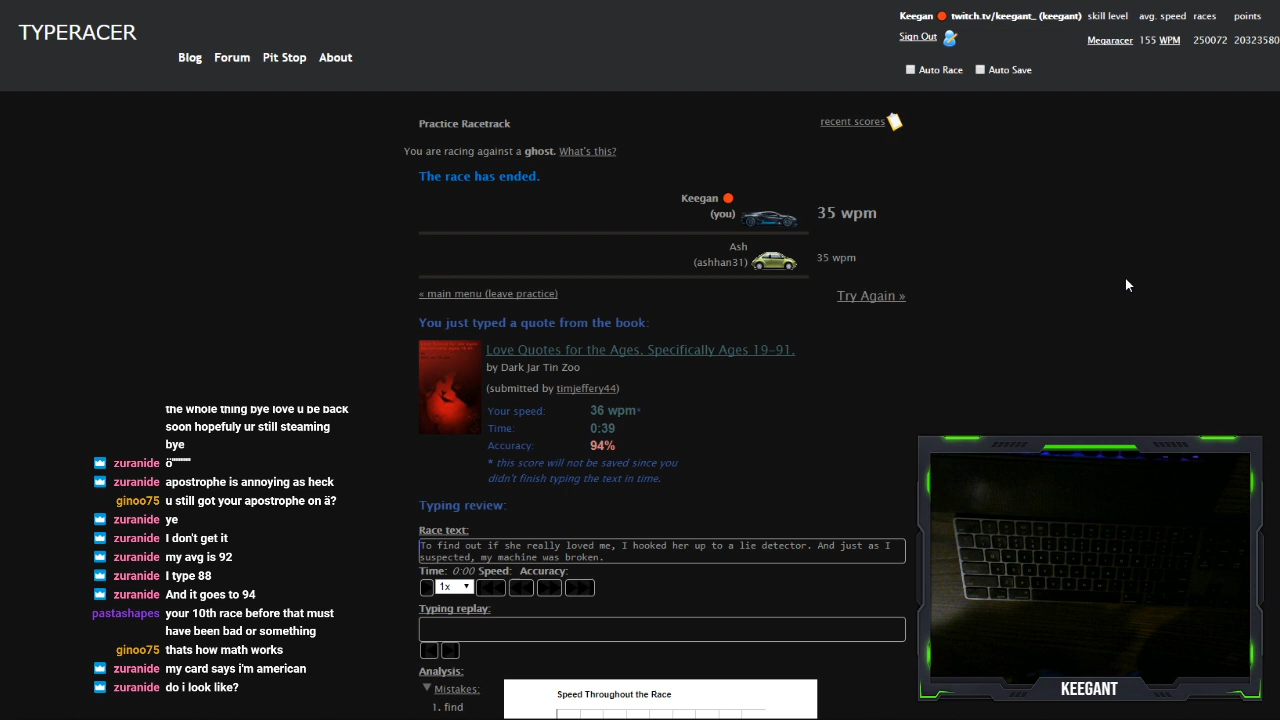 TYPERACER
Blog Forum Pit Stop About
Keegan twitch.tv/keegant_ (keegant) skill level avg. speed races points
Sign Out
Megaracer 155 WPM 250072 20323580
Auto Race Auto Save
Practice Racetrack
recent scores
You are racing against a ghost. What's this?
The race has ended.
Keegan
(you)
35 wpm
Ash
(ashhan31)
35 wpm
« main menu (leave practice)
Try Again »
You just typed a quote from the book:
Love Quotes for the Ages. Specifically Ages 19-91.
by Dark Jar Tin Zoo
(submitted by timjeffery44)
Your speed: 36 wpm*
Time: 0:39
Accuracy: 94%
* this score will not be saved since you
didn't finish typing the text in time.
Typing review:
Race text:
To find out if she really loved me, I hooked her up to a lie detector. And just as I
suspected, my machine was broken.
Time: 0:00 Speed: Accuracy:
1x
Typing replay:
Analysis:
Mistakes:
1. find
Speed Throughout the Race
the whole thing bye love u be back
soon hopefuly ur still steaming
bye
zuranide
zuranide apostrophe is annoying as heck
ginoo75 u still got your apostrophe on ä?
zuranide ye
zuranide I don't get it
zuranide my avg is 92
zuranide I type 88
zuranide And it goes to 94
pastashapes your 10th race before that must
have been bad or something
ginoo75 thats how math works
zuranide my card says i'm american
zuranide do i look like?
KEEGANT